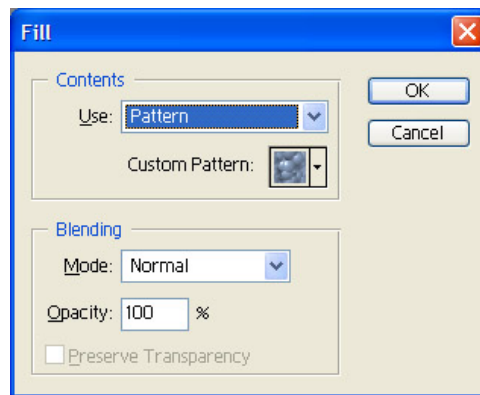 Fill
Contents
Use: Pattern
Custom Pattern:
OK
Cancel
Blending
Mode: Normal
Opacity: 100 %
Preserve Transparency